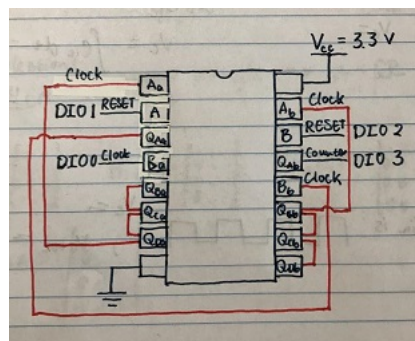 Vcc = 3.3 V
Clock
Aa
Clock
DIO1 RESET
A
Ab
QAa
B
RESET
DIO 2
DIO0 Clock
Ba
QAb
Counter
DIO 3
QBa
Bb
Clock
QCa
QBb
QDa
QCb
QDb